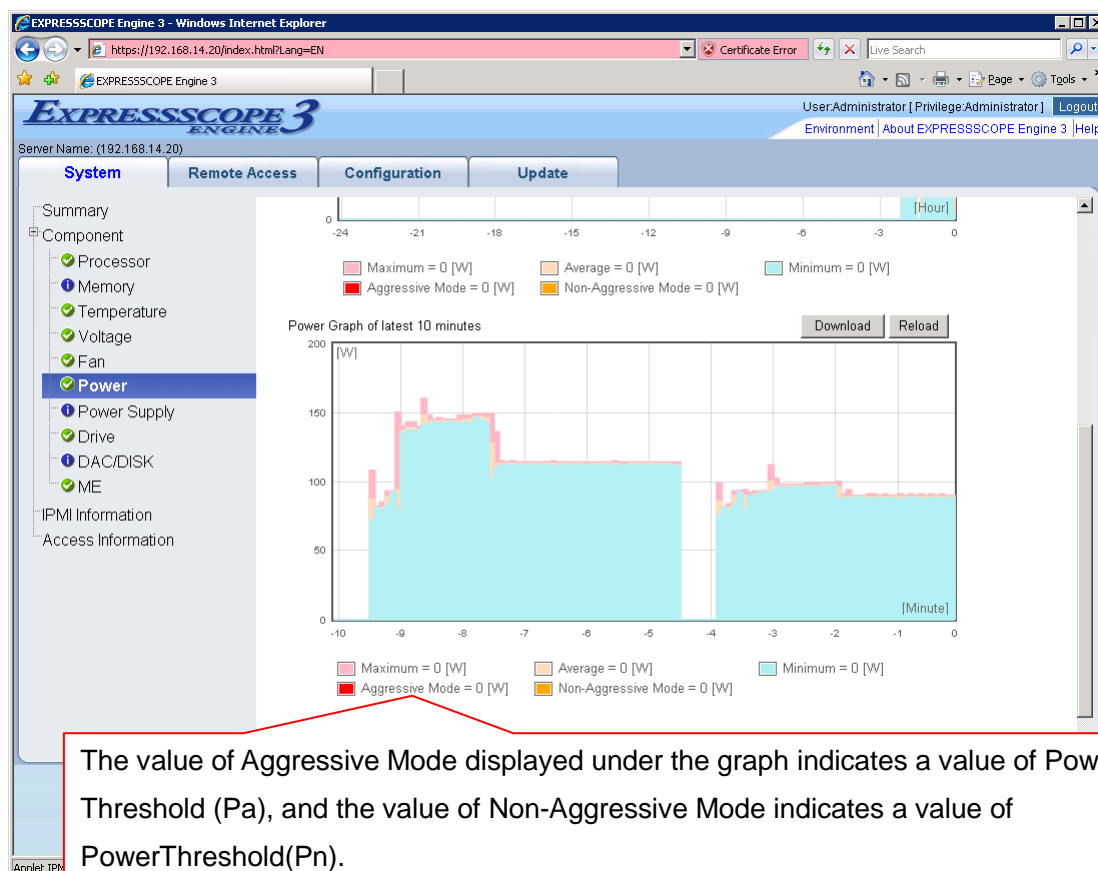 EXPRESSSCOPE Engine 3 - Windows Internet Explorer
https://192.168.14.20/index.html?Lang=EN
Certificate Error
Live Search
EXPRESSSCOPE Engine 3
Page
Tools
EXPRESSSCOPE ENGINE 3
User:Administrator [ Privilege:Administrator ]
Logout
Environment
About EXPRESSSCOPE Engine 3
Help
Server Name: (192.168.14.20)
System
Remote Access
Configuration
Update
Summary
Component
Processor
Memory
Temperature
Voltage
Fan
Power
Power Supply
Drive
DAC/DISK
ME
IPMI Information
Access Information
0
[Hour]
-24 -21 -18 -15 -12 -9 -6 -3 0
Maximum = 0 [W] Average = 0 [W] Minimum = 0 [W]
Aggressive Mode = 0 [W] Non-Aggressive Mode = 0 [W]
Power Graph of latest 10 minutes
Download
Reload
[W]
200
150
100
50
0
[Minute]
-10 -9 -8 -7 -6 -5 -4 -3 -2 -1 0
Maximum = 0 [W] Average = 0 [W] Minimum = 0 [W]
Aggressive Mode = 0 [W] Non-Aggressive Mode = 0 [W]
The value of Aggressive Mode displayed under the graph indicates a value of Pow
Threshold (Pa), and the value of Non-Aggressive Mode indicates a value of
PowerThreshold(Pn).
Applet IPM